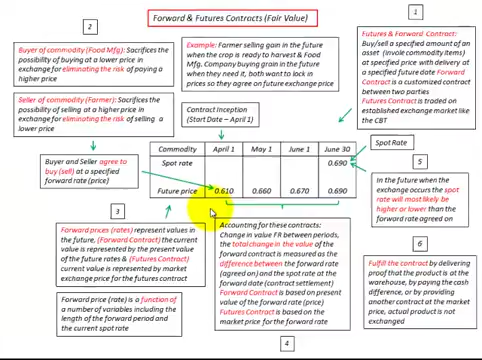 Forward & Futures Contracts (Fair Value)
1
2
Futures & Forward Contract:
Buy/sell a specified amount of an
asset (invole commodity items)
at specified price with delivery at
a specified future date Forward
Contract is a customized contract
between two parties
Futures Contract is traded on
established exchange market like
the CBT
Buyer of commodity (Food Mfg): Sacrifices the
possibility of buying at a lower price in
exchange for eliminating the risk of paying a
higher price
Example: Farmer selling gain in the future
when the crop is ready to harvest & Food
Mfg. Company buying grain in the future
when they need it, both want to lock in
prices so they agree on future exchange price
Seller of commodity (Farmer): Sacrifices the
possibility of selling at a higher price in
exchange for eliminating the risk of selling a
lower price
Contract Inception
(Start Date – April 1)
Buyer and Seller agree to
buy (sell) at a specified
forward rate (price)
Commodity April 1 May 1 June 1 June 30
Spot rate 0.690
Future price 0.610 0.660 0.670 0.690
Spot Rate
5
In the future when the
exchange occurs the spot
rate will most likely be
higher or lower than the
forward rate agreed on
3
Forward prices (rates) represent values in
the future, (Forward Contract) the current
value is represented by the present value
of the future rates & (Futures Contract)
current value is represented by market
exchange price for the futures contract
Accounting for these contracts:
Change in value FR between periods,
the total change in the value of the
forward contract is measured as the
difference between the forward rate
(agreed on) and the spot rate at the
forward date (contract settlement)
Forward Contract is based on present
value of the forward rate (price)
Futures Contract is based on the
market price for the forward rate
6
Fulfill the contract by delivering
proof that the product is at the
warehouse, by paying the cash
difference, or by providing
another contract at the market
price, actual product is not
exchanged
Forward price (rate) is a function of
a number of variables including the
length of the forward period and
the current spot rate
4